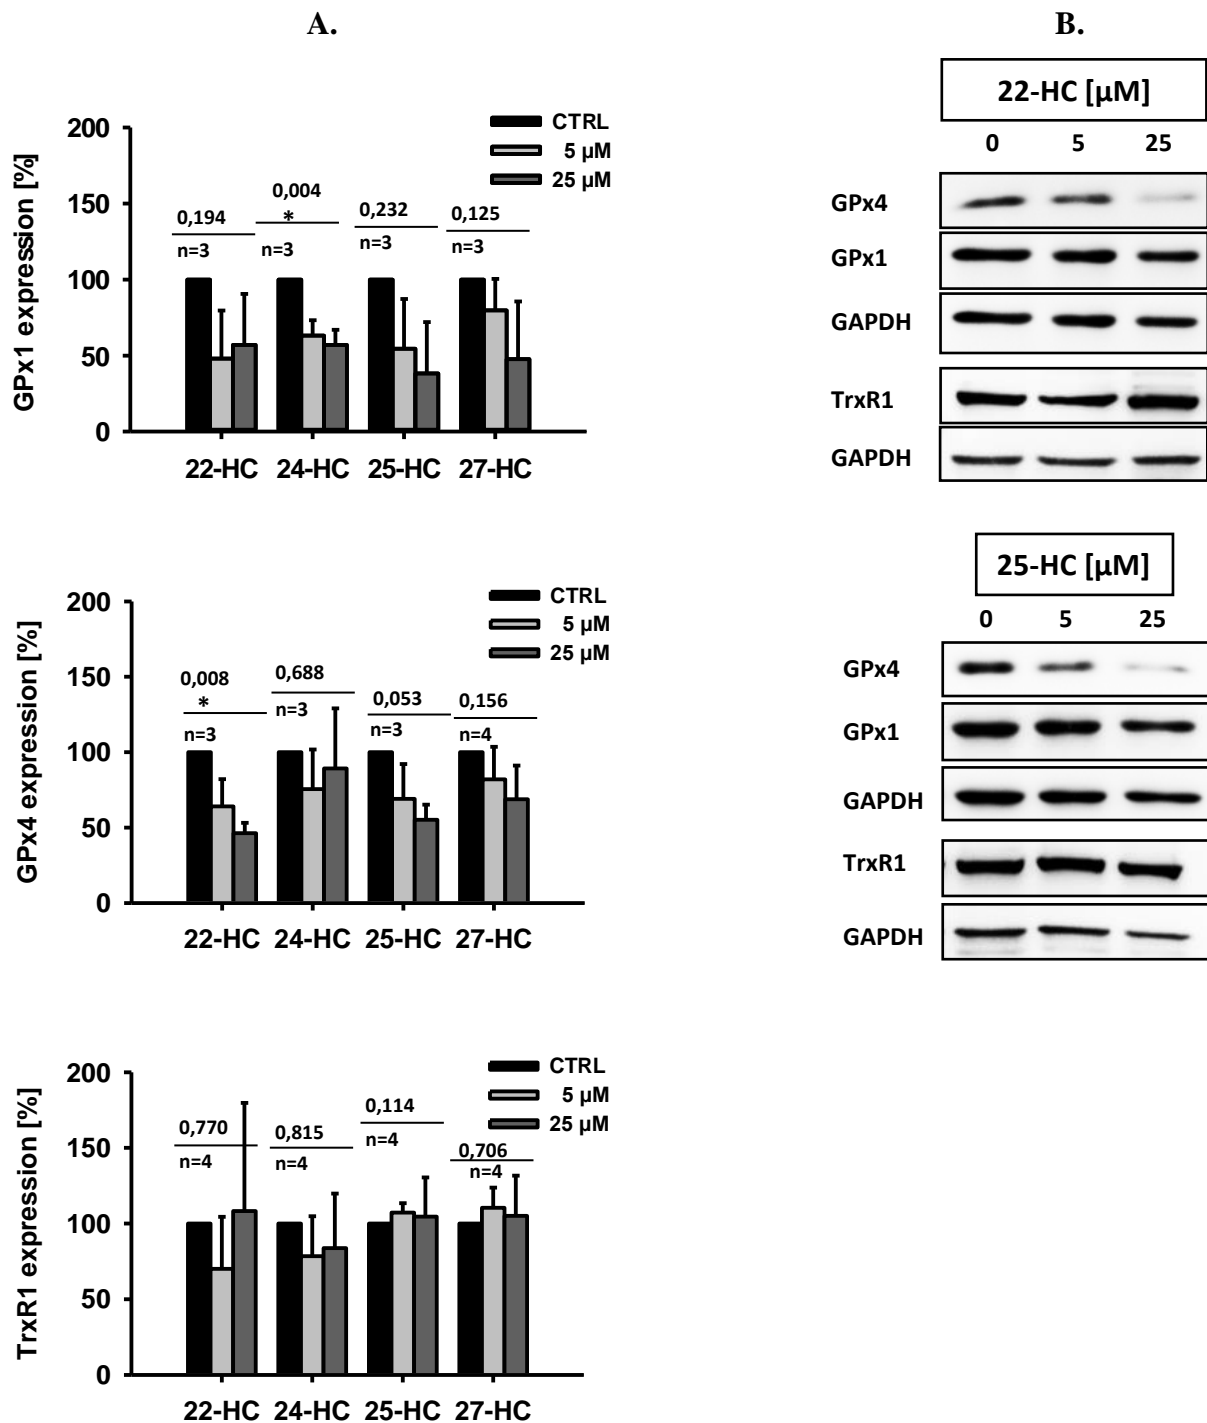 A.
GPx1 expression [%]
200
150
100
50
0
CTRL
5 µM
25 µM
0,194
n=3
0,004
*
n=3
0,232
n=3
0,125
n=3
22-HC 24-HC 25-HC 27-HC
GPx4 expression [%]
200
150
100
50
0
CTRL
5 µM
25 µM
0,008
*
n=3
0,688
n=3
0,053
n=3
0,156
n=4
22-HC 24-HC 25-HC 27-HC
TrxR1 expression [%]
200
150
100
50
0
CTRL
5 µM
25 µM
0,770
n=4
0,815
n=4
0,114
n=4
0,706
n=4
22-HC 24-HC 25-HC 27-HC
B.
22-HC [µM]
0 5 25
GPx4
GPx1
GAPDH
TrxR1
GAPDH
25-HC [µM]
0 5 25
GPx4
GPx1
GAPDH
TrxR1
GAPDH